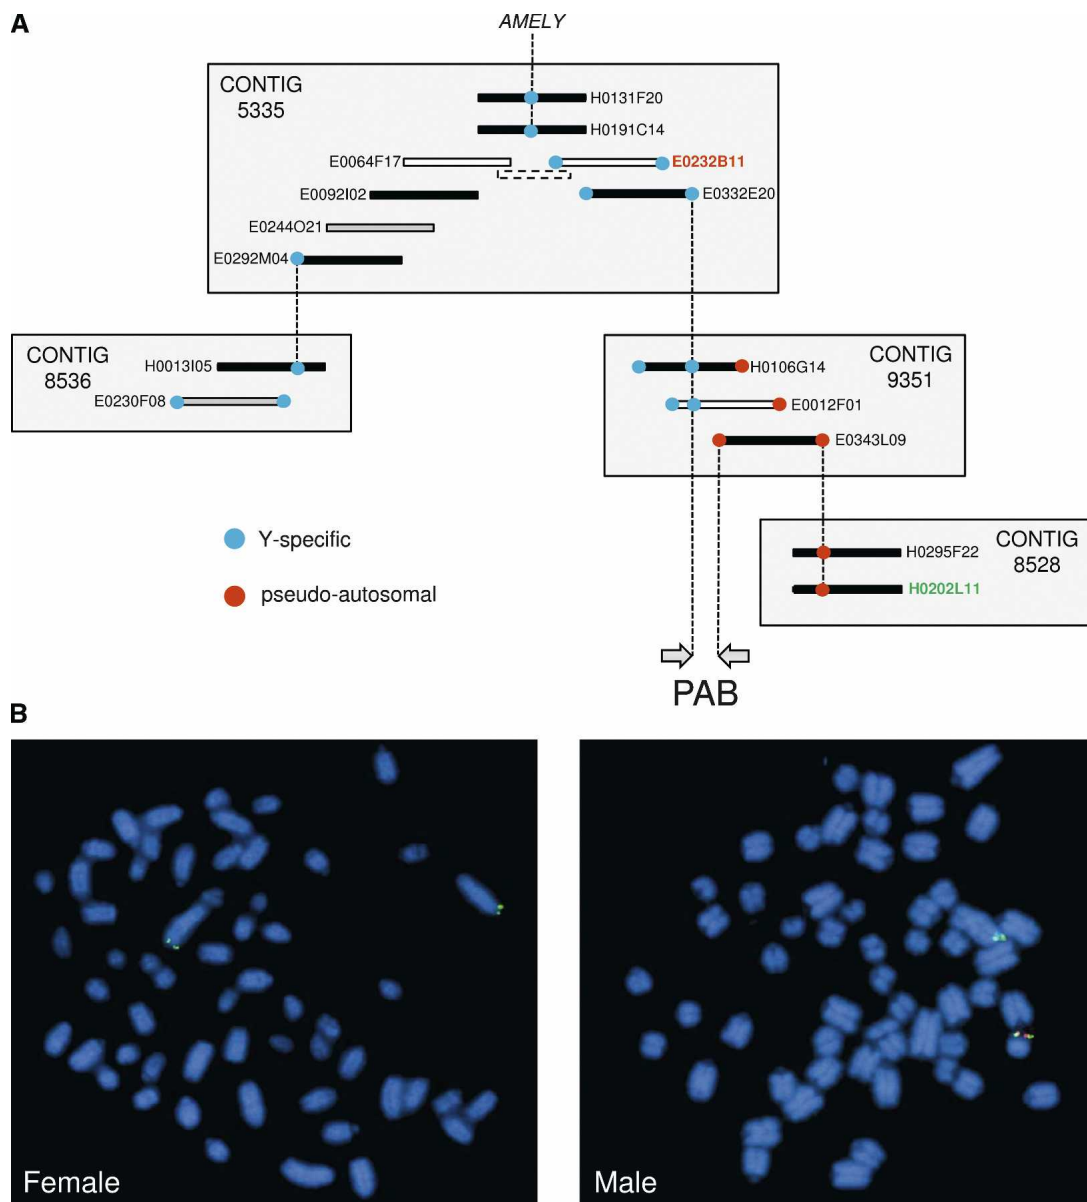 A
AMELY
CONTIG
5335
H0131F20
H0191C14
E0064F17
E0232B11
E0092I02
E0332E20
E0244O21
E0292M04
CONTIG
8536
H0013I05
E0230F08
CONTIG
9351
H0106G14
E0012F01
E0343L09
Y-specific
pseudo-autosomal
CONTIG
8528
H0295F22
H0202L11
PAB
B
Female
Male